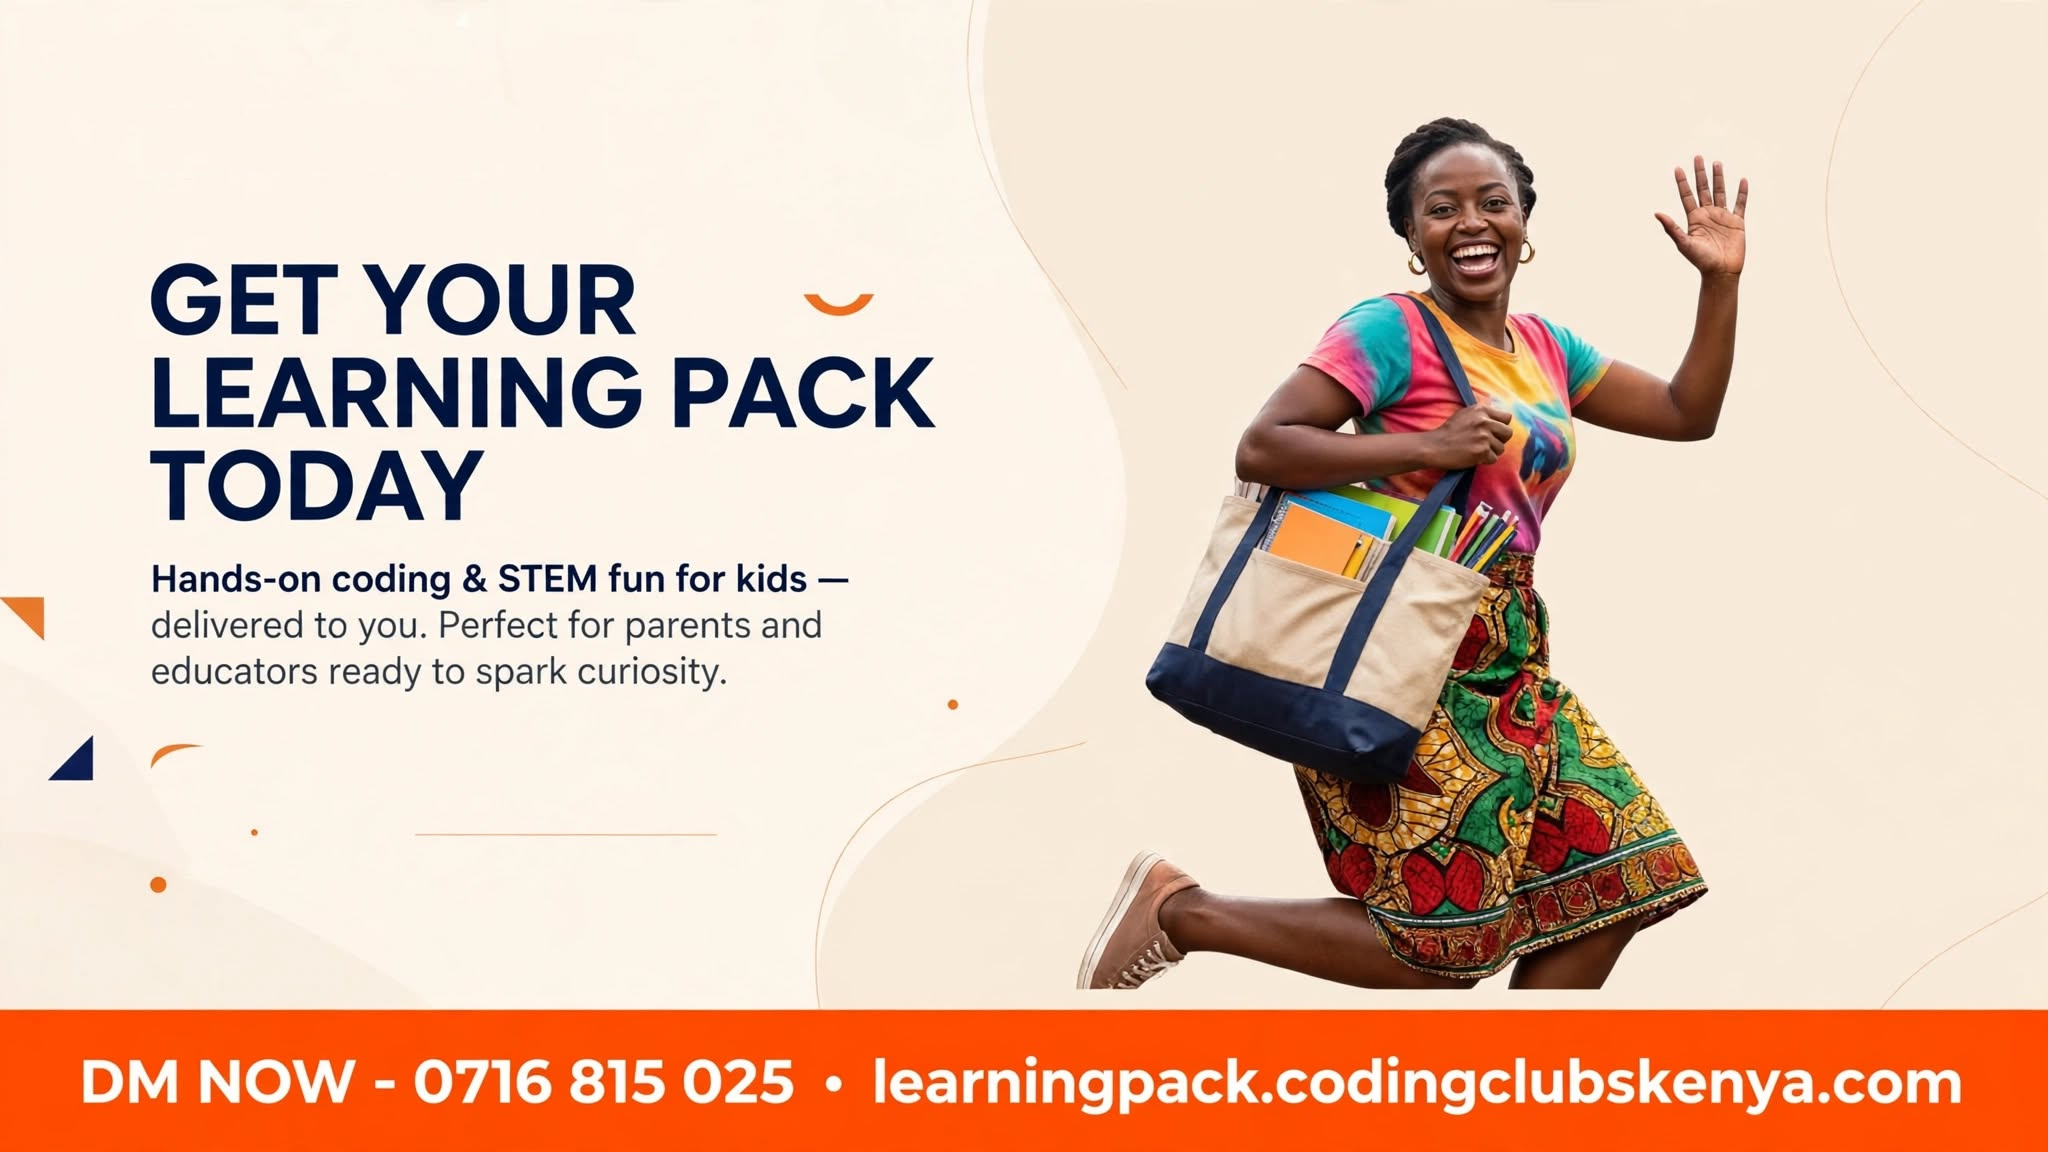 GET YOUR
LEARNING PACK
TODAY
Hands-on coding & STEM fun for kids —
delivered to you. Perfect for parents and
educators ready to spark curiosity.
DM NOW - 0716 815 025 • learningpack.codingclubskenya.com